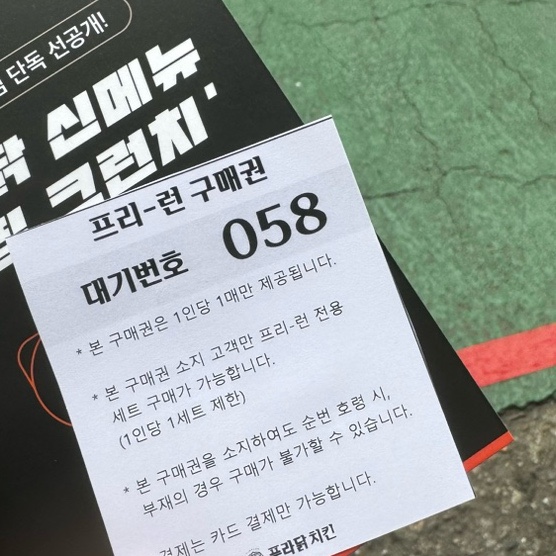 단독 선공개!
신메뉴
크런치'
프리-런 구매권
대기번호 058
* 본 구매권은 1인당 1매만 제공됩니다.
* 본 구매권 소지 고객만 프리-런 전용
세트 구매가 가능합니다.
(1인당 1세트 제한)
* 본 구매권을 소지하여도 순번 호령 시,
부재의 경우 구매가 불가할 수 있습니다.
결제는 카드 결제만 가능합니다.
푸라닭치킨